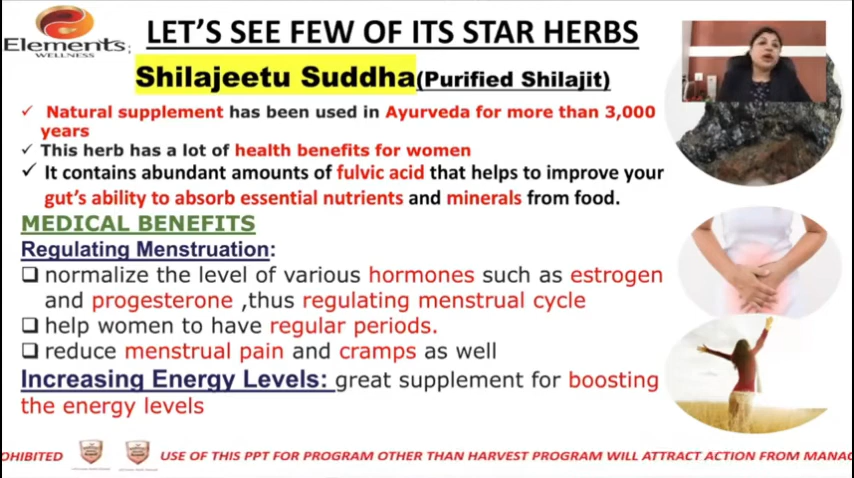 Elements
WELLNESS
LET'S SEE FEW OF ITS STAR HERBS
Shilajeetu Suddha(Purified Shilajit)
✓ Natural supplement has been used in Ayurveda for more than 3,000
years
✓ This herb has a lot of health benefits for women
✓ It contains abundant amounts of fulvic acid that helps to improve your
gut's ability to absorb essential nutrients and minerals from food.
MEDICAL BENEFITS
Regulating Menstruation:
❑ normalize the level of various hormones such as estrogen
and progesterone ,thus regulating menstrual cycle
❑ help women to have regular periods.
❑ reduce menstrual pain and cramps as well
Increasing Energy Levels: great supplement for boosting
the energy levels
OHIBITED USE OF THIS PPT FOR PROGRAM OTHER THAN HARVEST PROGRAM WILL ATTRACT ACTION FROM MANAG